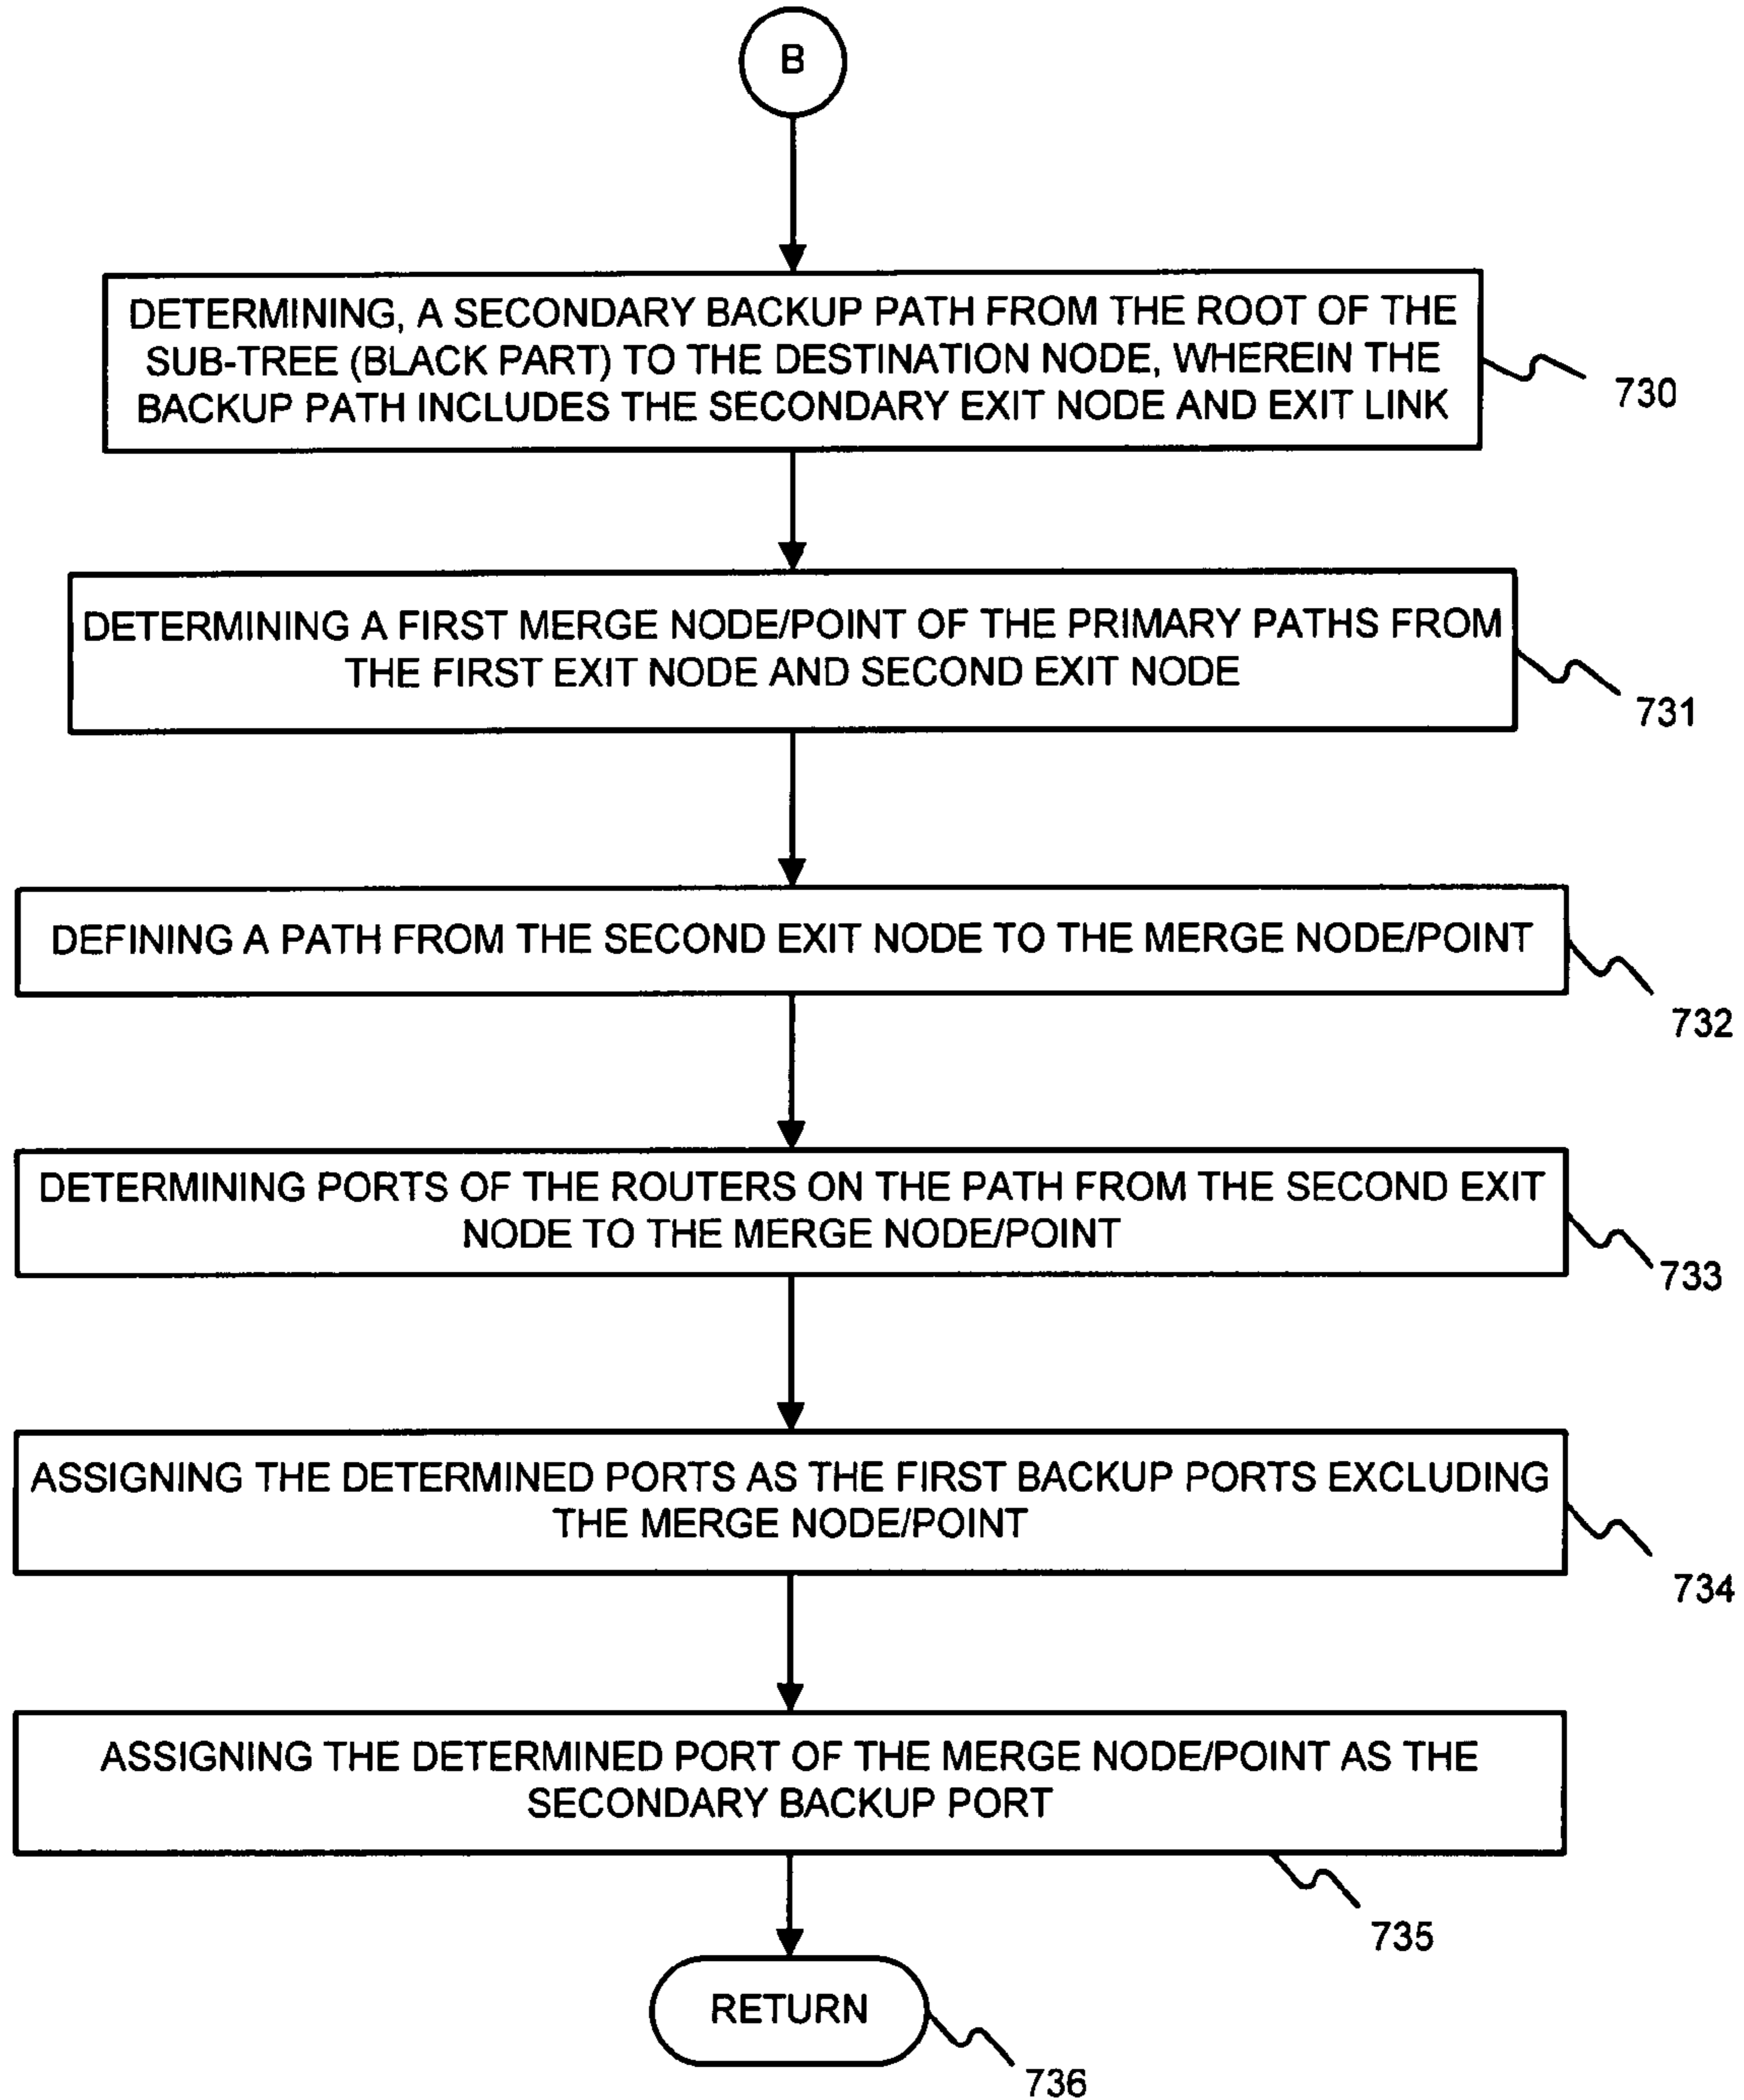 B
DETERMINING, A SECONDARY BACKUP PATH FROM THE ROOT OF THE
SUB-TREE (BLACK PART) TO THE DESTINATION NODE, WHEREIN THE
BACKUP PATH INCLUDES THE SECONDARY EXIT NODE AND EXIT LINK
730
DETERMINING A FIRST MERGE NODE/POINT OF THE PRIMARY PATHS FROM
THE FIRST EXIT NODE AND SECOND EXIT NODE
731
DEFINING A PATH FROM THE SECOND EXIT NODE TO THE MERGE NODE/POINT
732
DETERMINING PORTS OF THE ROUTERS ON THE PATH FROM THE SECOND EXIT
NODE TO THE MERGE NODE/POINT
733
ASSIGNING THE DETERMINED PORTS AS THE FIRST BACKUP PORTS EXCLUDING
THE MERGE NODE/POINT
734
ASSIGNING THE DETERMINED PORT OF THE MERGE NODE/POINT AS THE
SECONDARY BACKUP PORT
735
RETURN
736